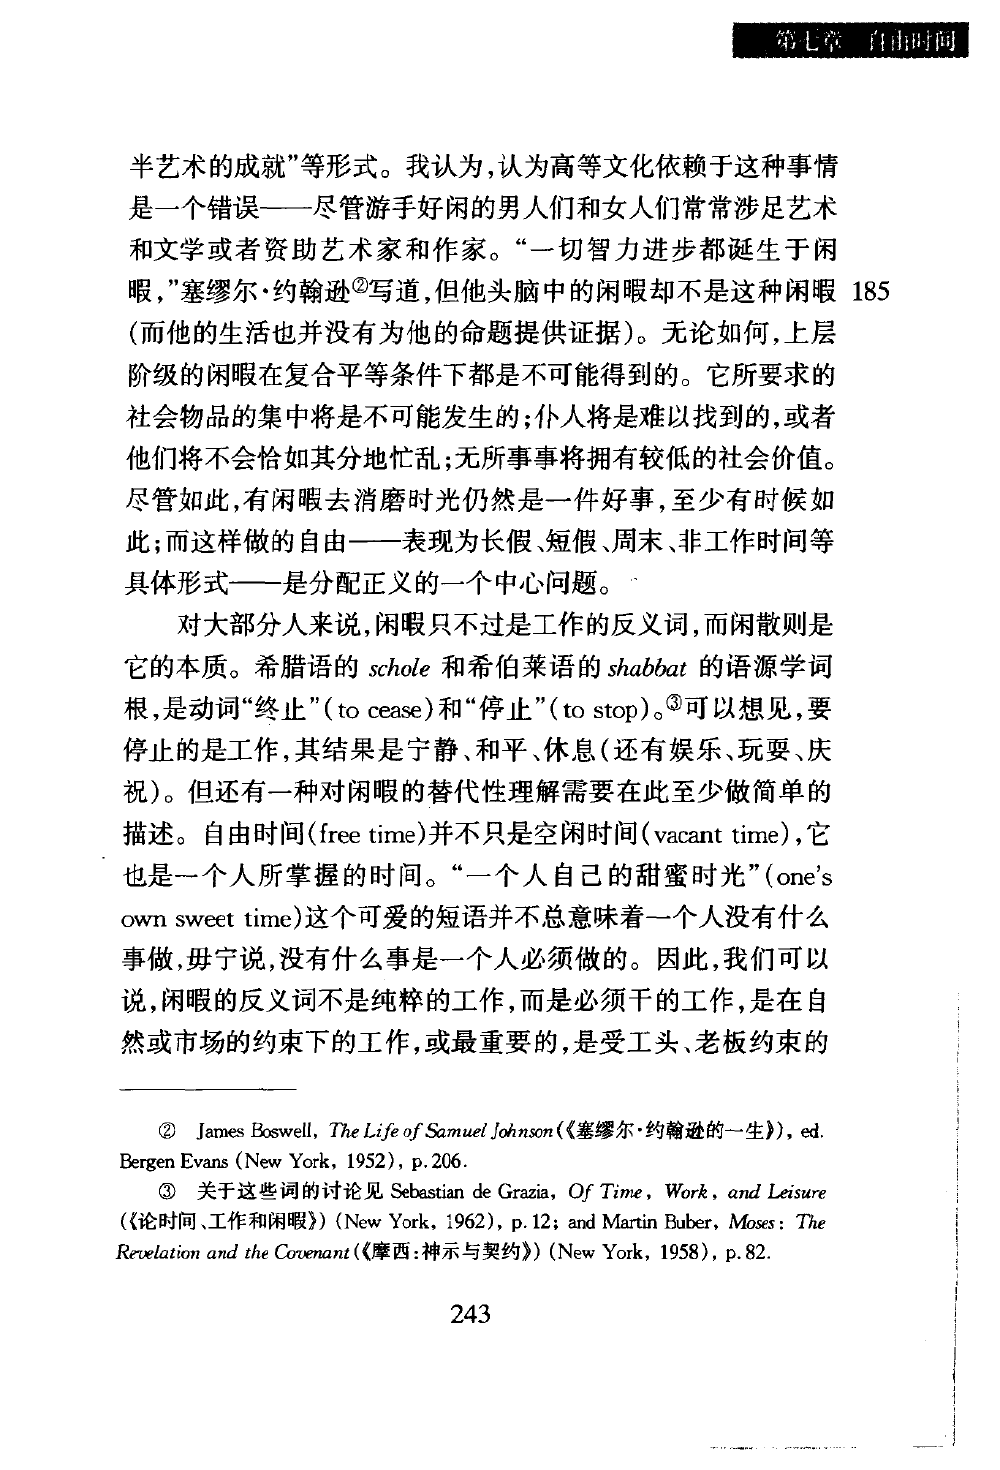 第七章 自由时间
半艺术的成就”等形式。我认为,认为高等文化依赖于这种事情
是一个错误——尽管游手好闲的男人们和女人们常常涉足艺术
和文学或者资助艺术家和作家。“一切智力进步都诞生于闲
暇,”塞缪尔·约翰逊②写道,但他头脑中的闲暇却不是这种闲暇 185
(而他的生活也并没有为他的命题提供证据)。无论如何,上层
阶级的闲暇在复合平等条件下都是不可能得到的。它所要求的
社会物品的集中将是不可能发生的;仆人将是难以找到的,或者
他们将不会恰如其分地忙乱;无所事事将拥有较低的社会价值。
尽管如此,有闲暇去消磨时光仍然是一件好事,至少有时候如
此;而这样做的自由——表现为长假、短假、周末、非工作时间等
具体形式——是分配正义的一个中心问题。
对大部分人来说,闲暇只不过是工作的反义词,而闲散则是
它的本质。希腊语的 schole 和希伯莱语的 shabbat 的语源学词
根,是动词“终止”(to cease)和“停止”(to stop)。③可以想见,要
停止的是工作,其结果是宁静、和平、休息(还有娱乐、玩耍、庆
祝)。但还有一种对闲暇的替代性理解需要在此至少做简单的
描述。自由时间(free time)并不只是空闲时间(vacant time),它
也是一个人所掌握的时间。“一个人自己的甜蜜时光”(one's
own sweet time)这个可爱的短语并不总意味着一个人没有什么
事做,毋宁说,没有什么事是一个人必须做的。因此,我们可以
说,闲暇的反义词不是纯粹的工作,而是必须干的工作,是在自
然或市场的约束下的工作,或最重要的,是受工头、老板约束的
② James Boswell, The Life of Samuel Johnson(《塞缪尔·约翰逊的一生》), ed.
Bergen Evans (New York, 1952), p.206.
③ 关于这些词的讨论见 Sebastian de Grazia, Of Time, Work, and Leisure
(《论时间、工作和闲暇》) (New York, 1962), p.12; and Martin Buber, Moses: The
Revelation and the Covenant(《摩西:神示与契约》) (New York, 1958), p.82.
243